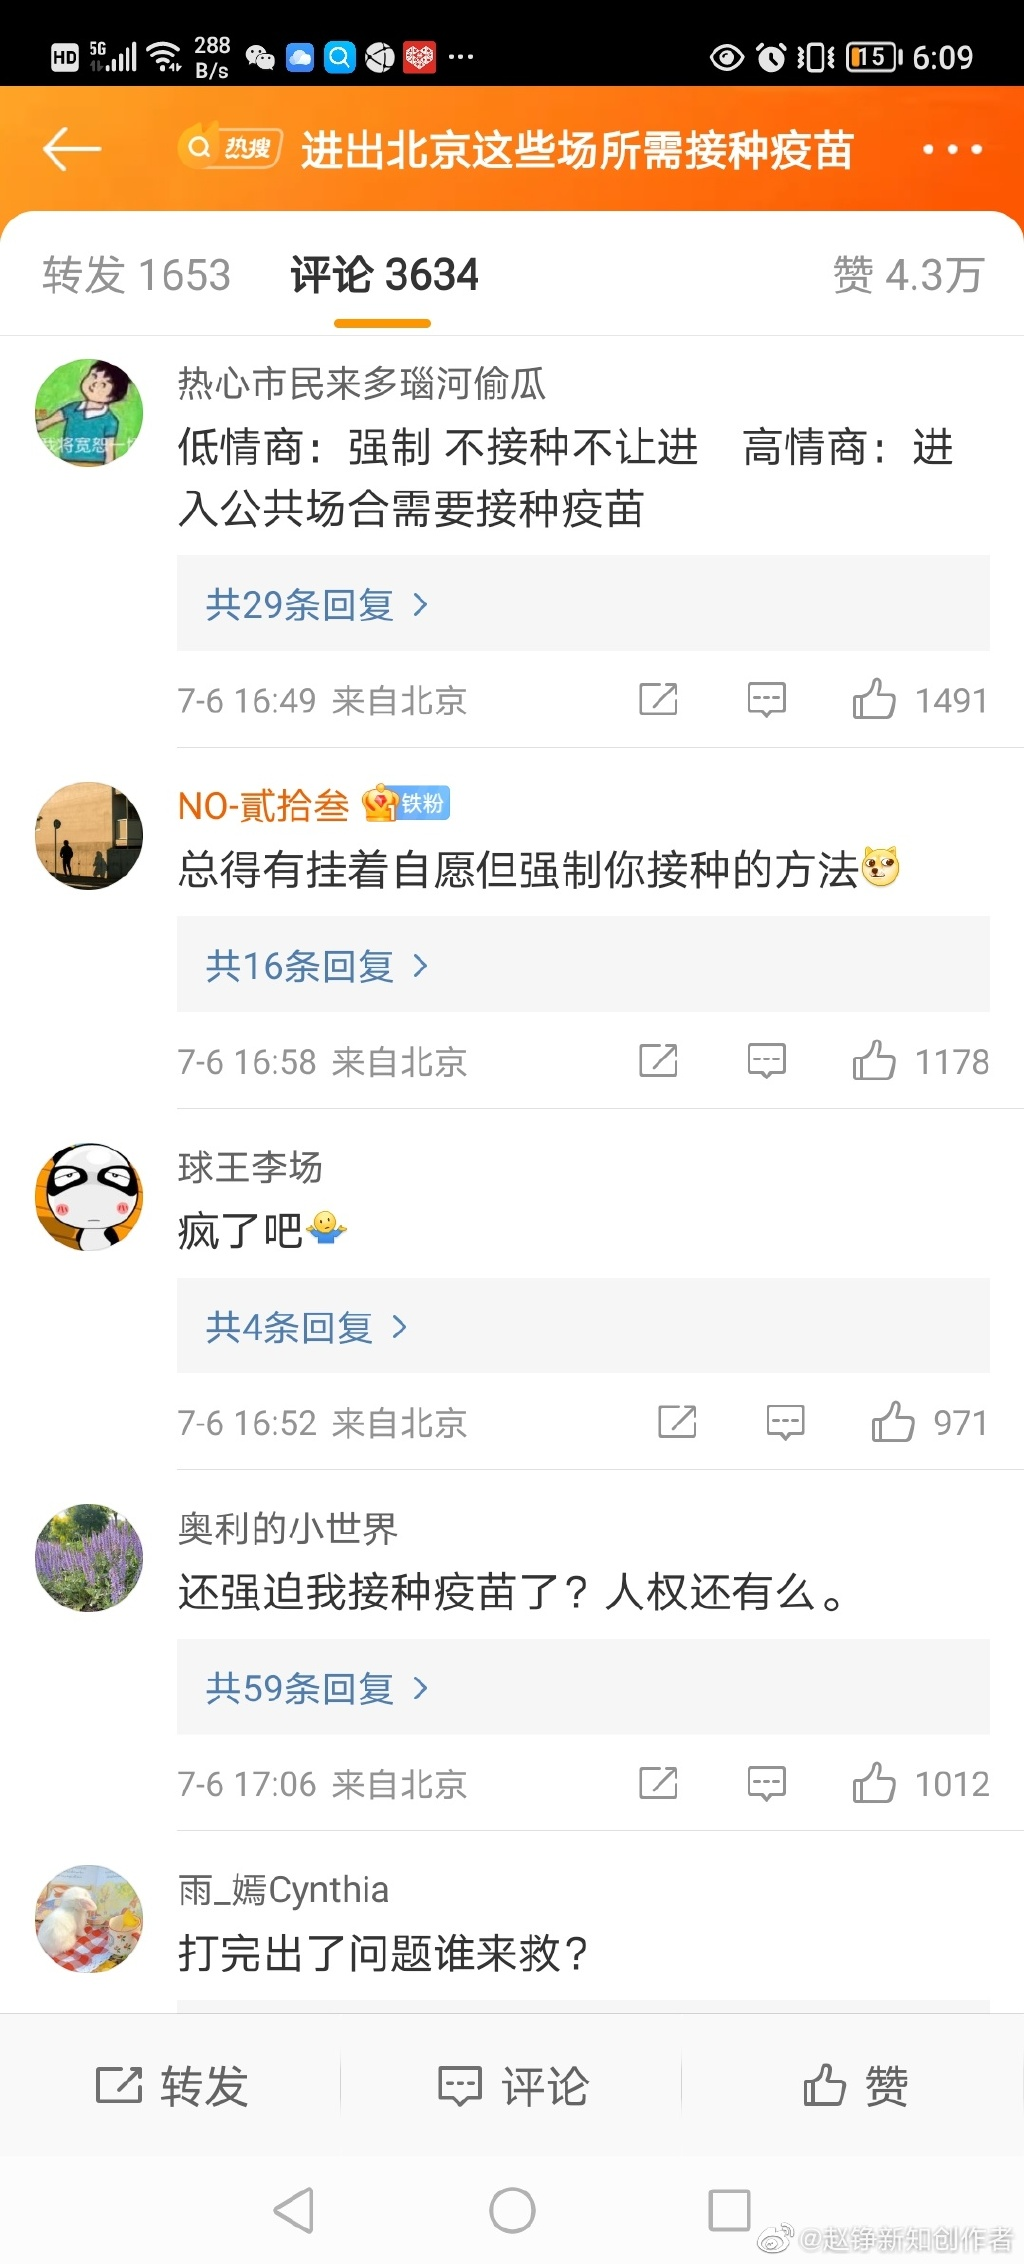 HD 5G 288 B/s 15 6:09
热搜 进出北京这些场所需接种疫苗
转发 1653 评论 3634 赞 4.3万
热心市民来多瑙河偷瓜
低情商：强制 不接种不让进 高情商：进
入公共场合需要接种疫苗
共29条回复
7-6 16:49 来自北京 1491
NO-貳拾叁 铁粉
总得有挂着自愿但强制你接种的方法
共16条回复
7-6 16:58 来自北京 1178
球王李场
疯了吧
共4条回复
7-6 16:52 来自北京 971
奥利的小世界
还强迫我接种疫苗了？人权还有么。
共59条回复
7-6 17:06 来自北京 1012
雨_嫣Cynthia
打完出了问题谁来救？
转发 评论 赞
@赵铮新知创作者